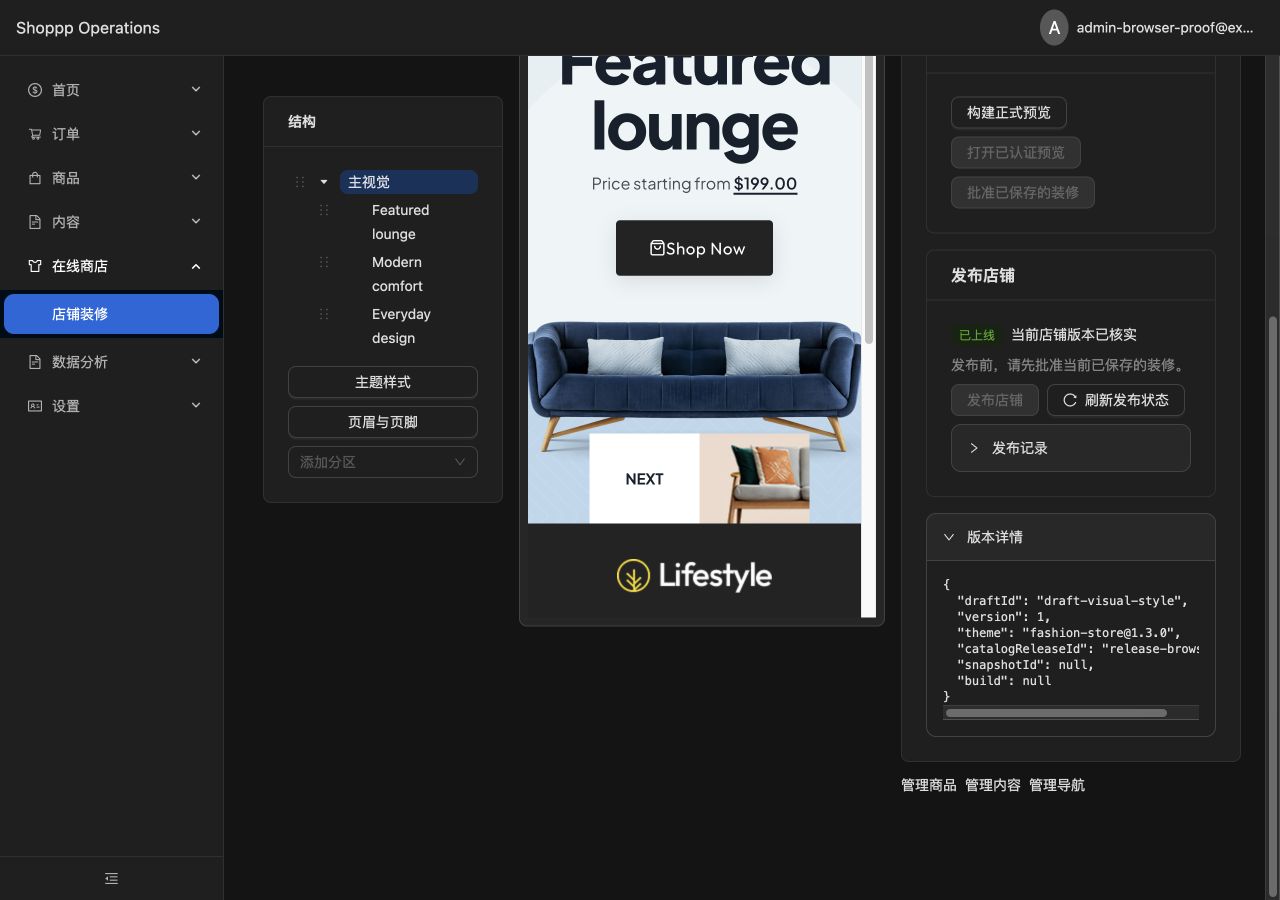 Shoppp Operations
A
admin-browser-proof@ex...
首页
订单
商品
内容
在线商店
店铺装修
数据分析
设置
结构
主视觉
Featured
lounge
Modern
comfort
Everyday
design
主题样式
页眉与页脚
添加分区
Featured
lounge
Price starting from $199.00
Shop Now
NEXT
Lifestyle
构建正式预览
打开已认证预览
批准已保存的装修
发布店铺
已上线 当前店铺版本已核实
发布前，请先批准当前已保存的装修。
发布店铺 刷新发布状态
发布记录
版本详情
{
"draftId": "draft-visual-style",
"version": 1,
"theme": "fashion-store@1.3.0",
"catalogReleaseId": "release-brows
"snapshotId": null,
"build": null
}
管理商品 管理内容 管理导航